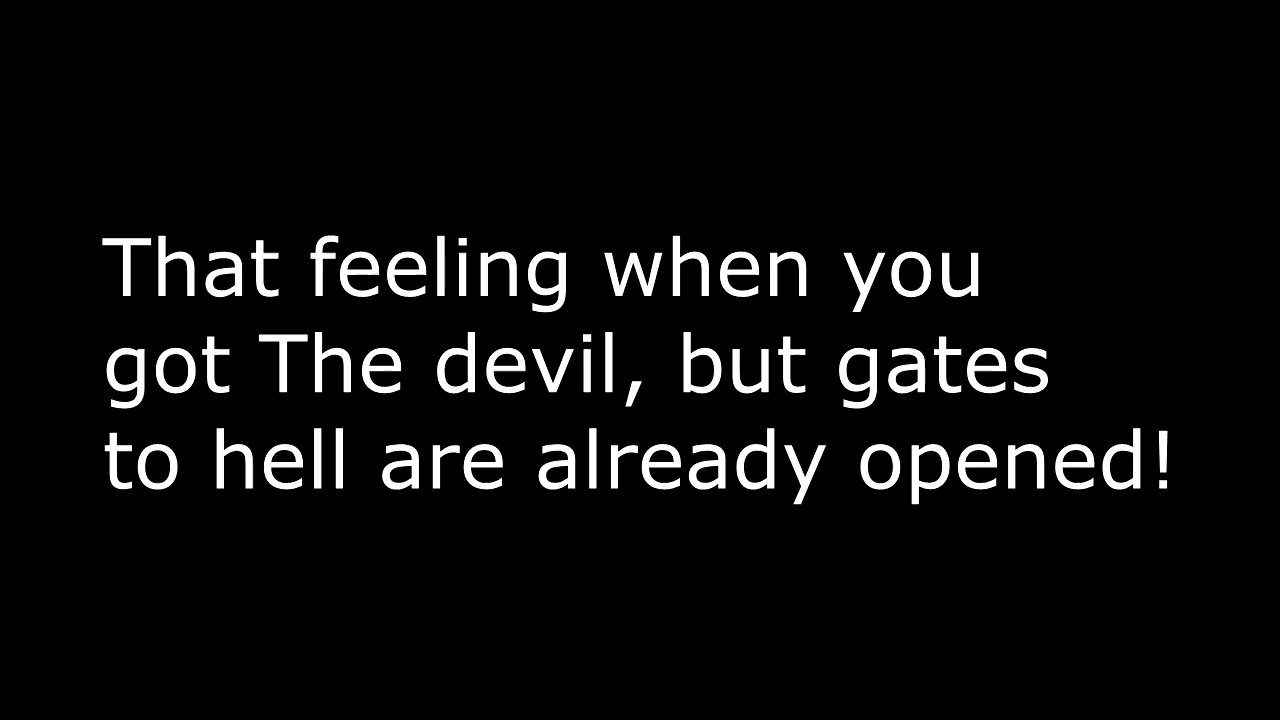 That feeling when you
got The devil, but gates
to hell are already opened!